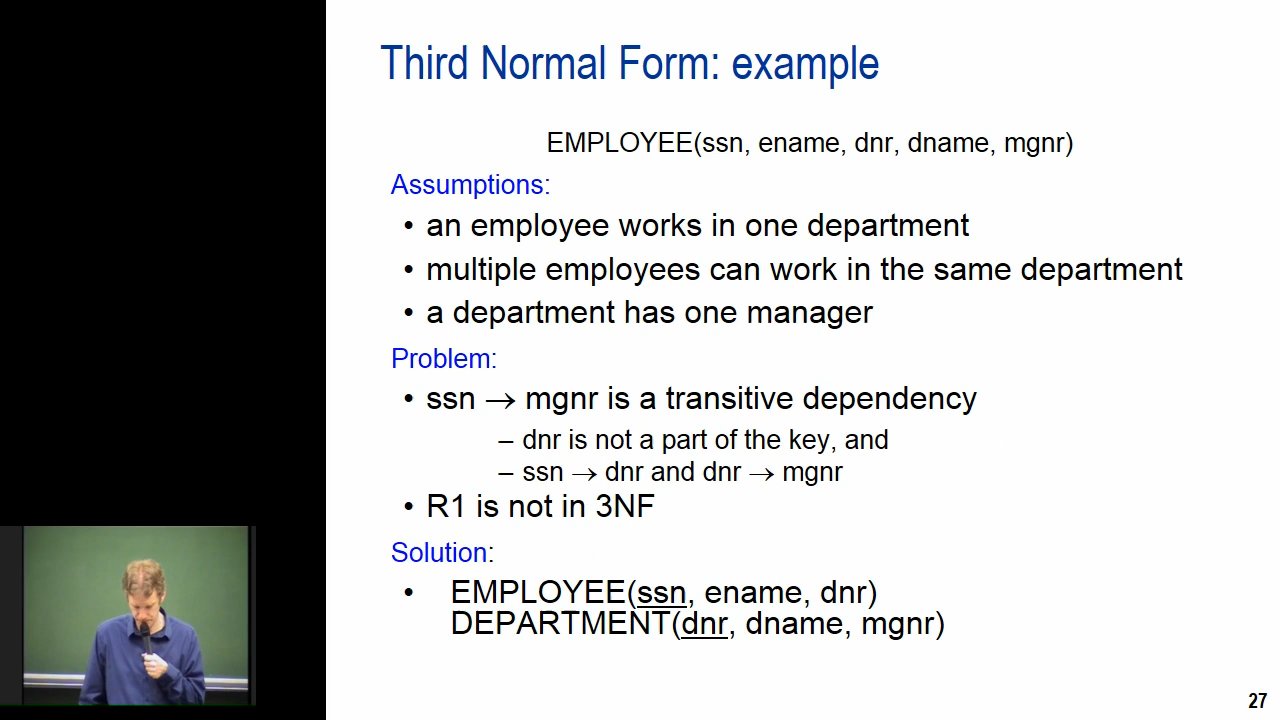 Third Normal Form: example
EMPLOYEE(ssn, ename, dnr, dname, mgnr)
Assumptions:
• an employee works in one department
• multiple employees can work in the same department
• a department has one manager
Problem:
• ssn → mgnr is a transitive dependency
– dnr is not a part of the key, and
– ssn → dnr and dnr → mgnr
• R1 is not in 3NF
Solution:
• EMPLOYEE(ssn, ename, dnr)
DEPARTMENT(dnr, dname, mgnr)
27